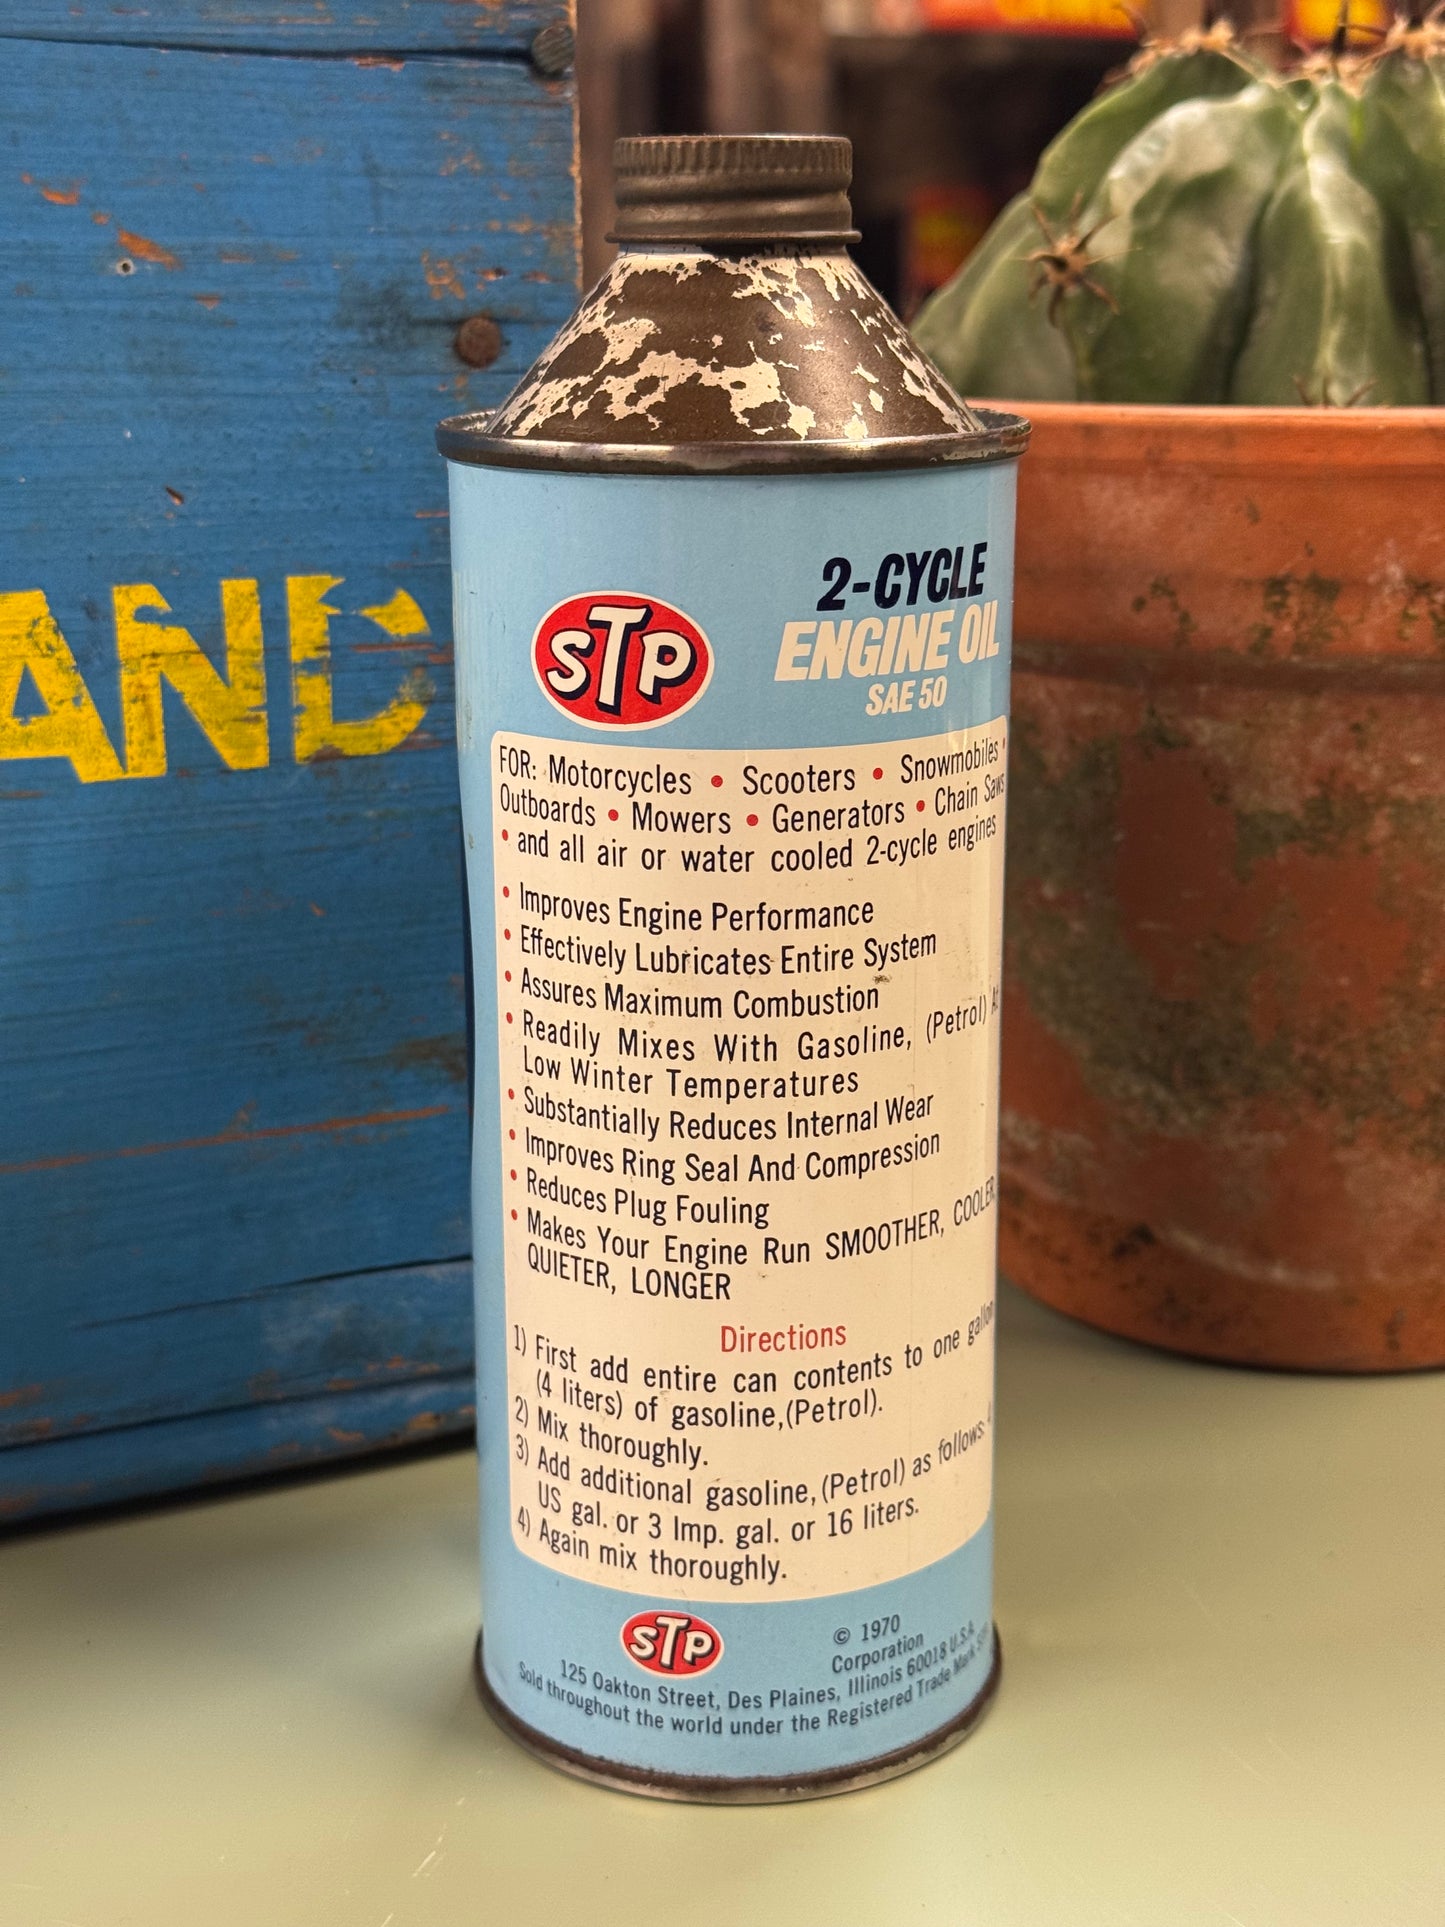 AND
2-CYCLE
STP ENGINE OIL
SAE 50
FOR: Motorcycles • Scooters • Snowmobiles •
Outboards • Mowers • Generators • Chain Saws
• and all air or water cooled 2-cycle engines
• Improves Engine Performance
• Effectively Lubricates Entire System
• Assures Maximum Combustion
• Readily Mixes With Gasoline, (Petrol) At
Low Winter Temperatures
• Substantially Reduces Internal Wear
• Improves Ring Seal And Compression
• Reduces Plug Fouling
• Makes Your Engine Run SMOOTHER, COOLER,
QUIETER, LONGER
Directions
1) First add entire can contents to one gallon
(4 liters) of gasoline,(Petrol).
2) Mix thoroughly.
3) Add additional gasoline,(Petrol) as follows: 4
US gal. or 3 Imp. gal. or 16 liters.
4) Again mix thoroughly.
STP © 1970
Corporation
125 Oakton Street, Des Plaines, Illinois 60018 U.S.A.
Sold throughout the world under the Registered Trade Mark STP